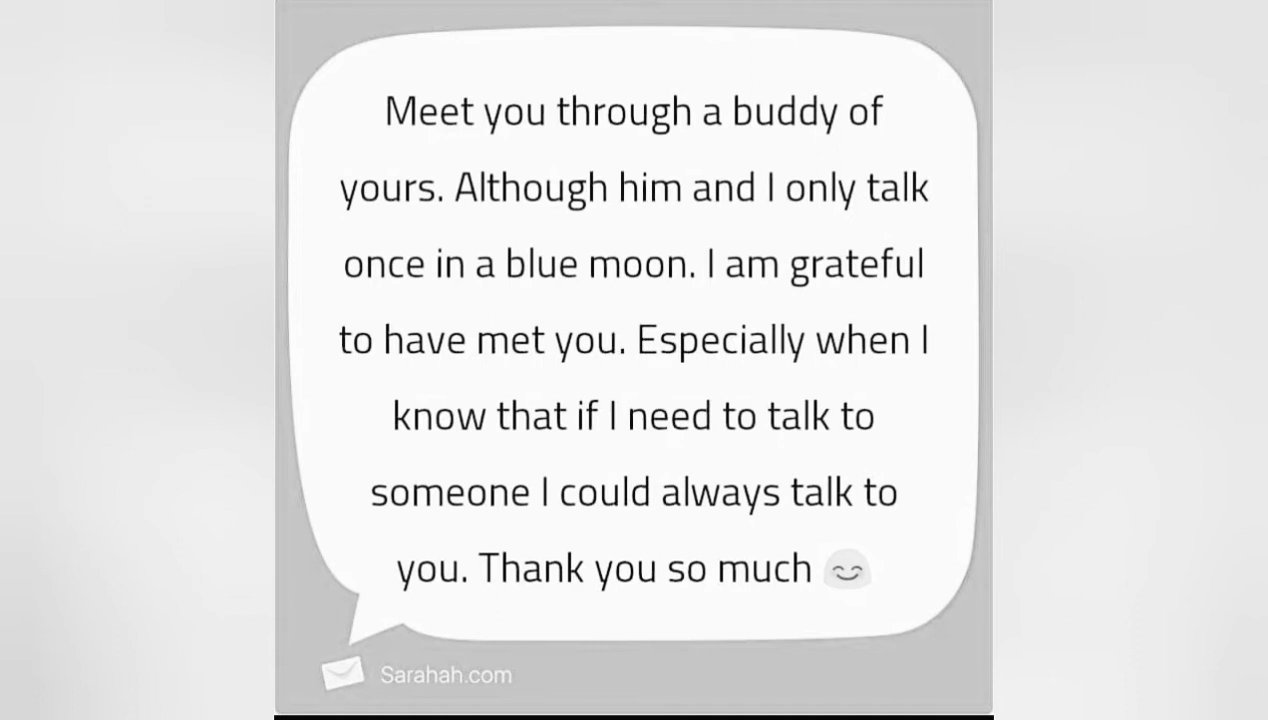 Meet you through a buddy of
yours. Although him and I only talk
once in a blue moon. I am grateful
to have met you. Especially when I
know that if I need to talk to
someone I could always talk to
you. Thank you so much 😊
Sarahah.com